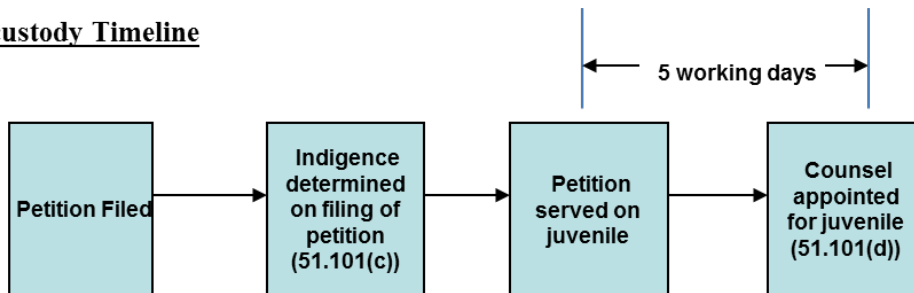 custody Timeline
5 working days
Petition Filed
Indigence
determined
on filing of
petition
(51.101(c))
Petition
served on
juvenile
Counsel
appointed
for juvenile
(51.101(d))